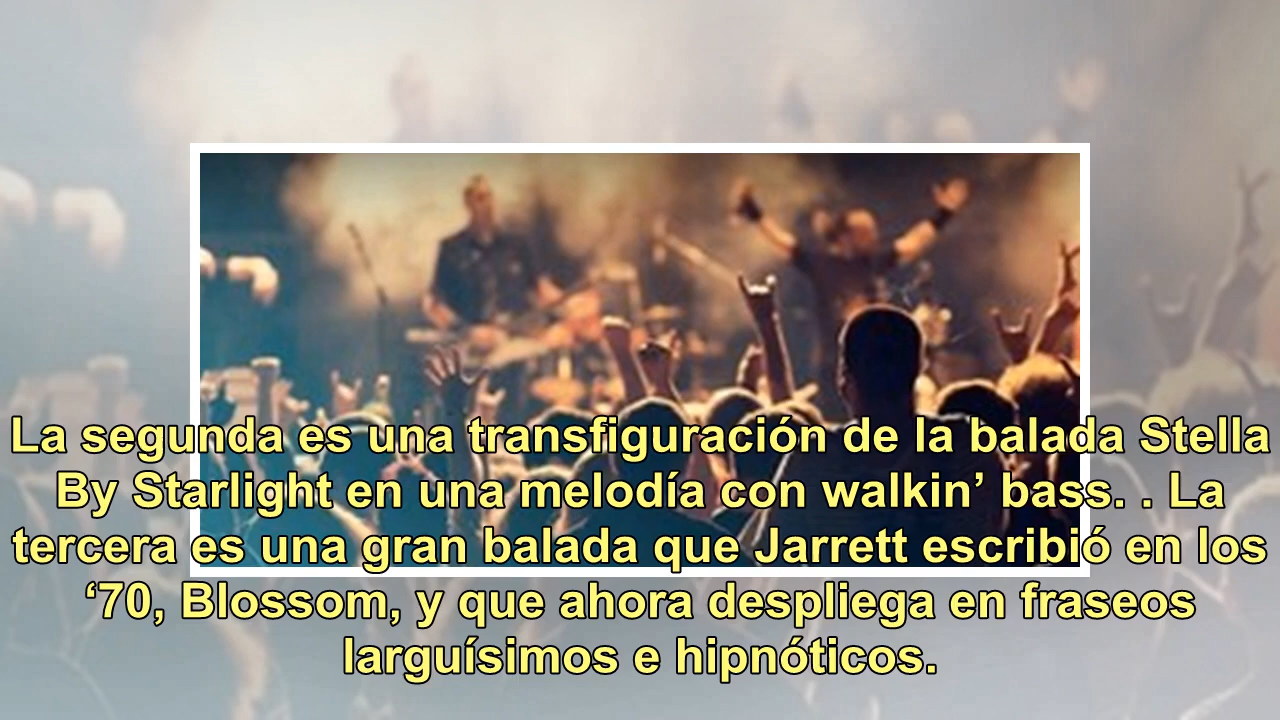 La segunda es una transfiguración de la balada Stella
By Starlight en una melodía con walkin’ bass. . La
tercera es una gran balada que Jarrett escribió en los
‘70, Blossom, y que ahora despliega en fraseos
larguísimos e hipnóticos.